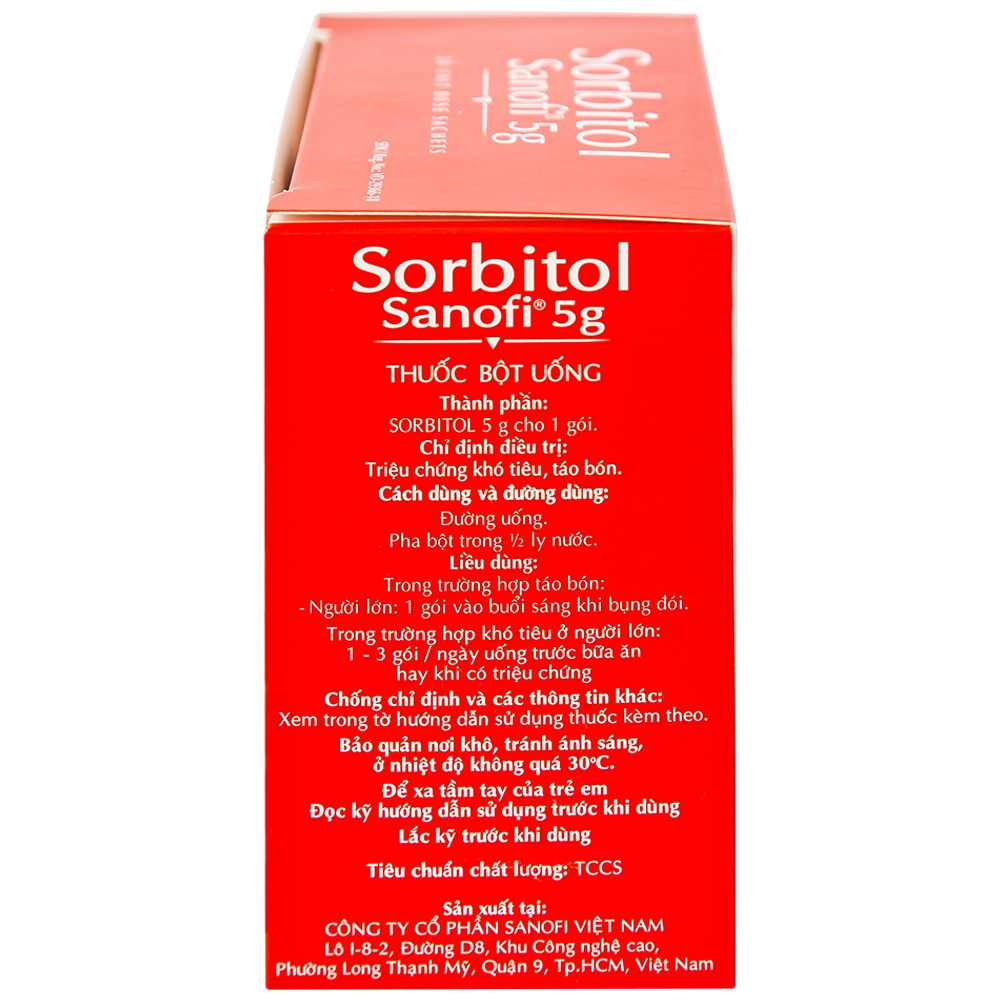 Sorbitol
Sanofi® 5g
UNIT DOSE SACHETS
Sorbitol
Sanofi® 5g
THUỐC BỘT UỐNG
Thành phần:
SORBITOL 5 g cho 1 gói.
Chỉ định điều trị:
Triệu chứng khó tiêu, táo bón.
Cách dùng và đường dùng:
Đường uống.
Pha bột trong ½ ly nước.
Liều dùng:
Trong trường hợp táo bón:
- Người lớn: 1 gói vào buổi sáng khi bụng đói.
Trong trường hợp khó tiêu ở người lớn:
1 - 3 gói / ngày uống trước bữa ăn
hay khi có triệu chứng
Chống chỉ định và các thông tin khác:
Xem trong tờ hướng dẫn sử dụng thuốc kèm theo.
Bảo quản nơi khô, tránh ánh sáng,
ở nhiệt độ không quá 30ºC.
Để xa tầm tay của trẻ em
Đọc kỹ hướng dẫn sử dụng trước khi dùng
Lắc kỹ trước khi dùng
Tiêu chuẩn chất lượng: TCCS
Sản xuất tại:
CÔNG TY CỔ PHẦN SANOFI VIỆT NAM
Lô I-8-2, Đường D8, Khu Công nghệ cao,
Phường Long Thạnh Mỹ, Quận 9, Tp.HCM, Việt Nam